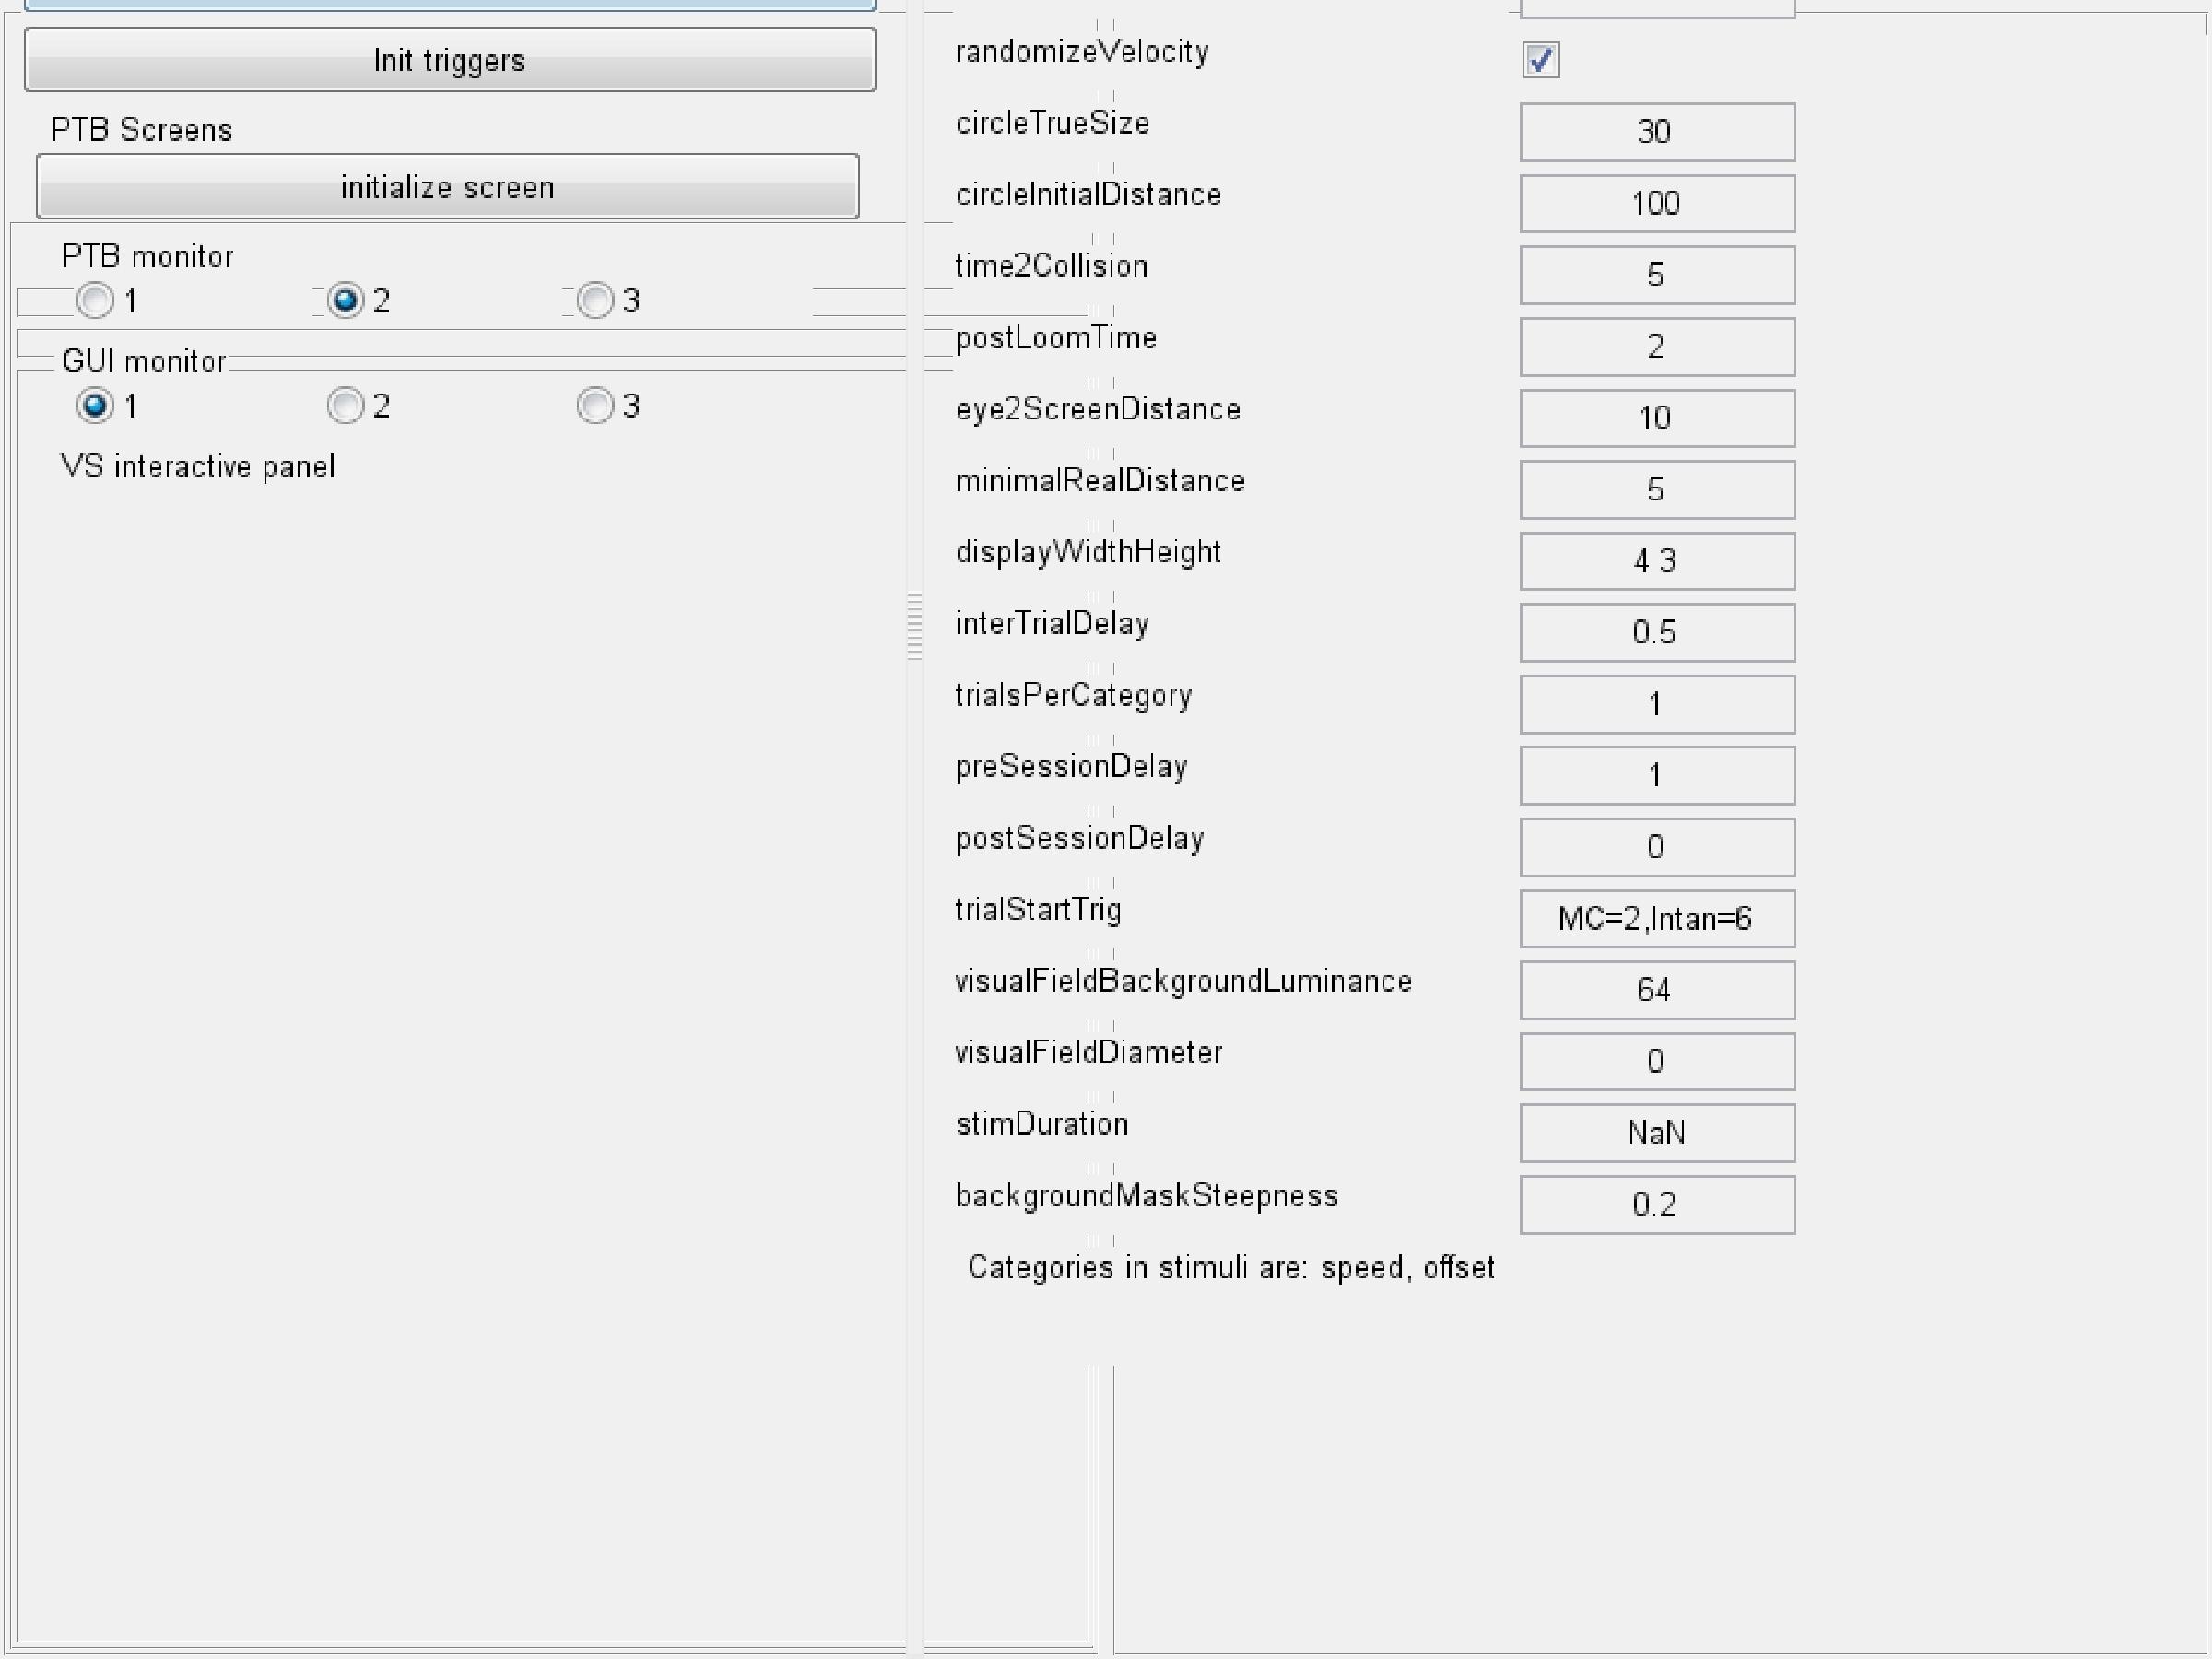 Init triggers
PTB Screens
initialize screen
PTB monitor
1 2 3
GUI monitor
1 2 3
VS interactive panel
randomizeVelocity
circleTrueSize 30
circleInitialDistance 100
time2Collision 5
postLoomTime 2
eye2ScreenDistance 10
minimalRealDistance 5
displayWidthHeight 4 3
interTrialDelay 0.5
trialsPerCategory 1
preSessionDelay 1
postSessionDelay 0
trialStartTrig MC=2,Intan=6
visualFieldBackgroundLuminance 64
visualFieldDiameter 0
stimDuration NaN
backgroundMaskSteepness 0.2
Categories in stimuli are: speed, offset